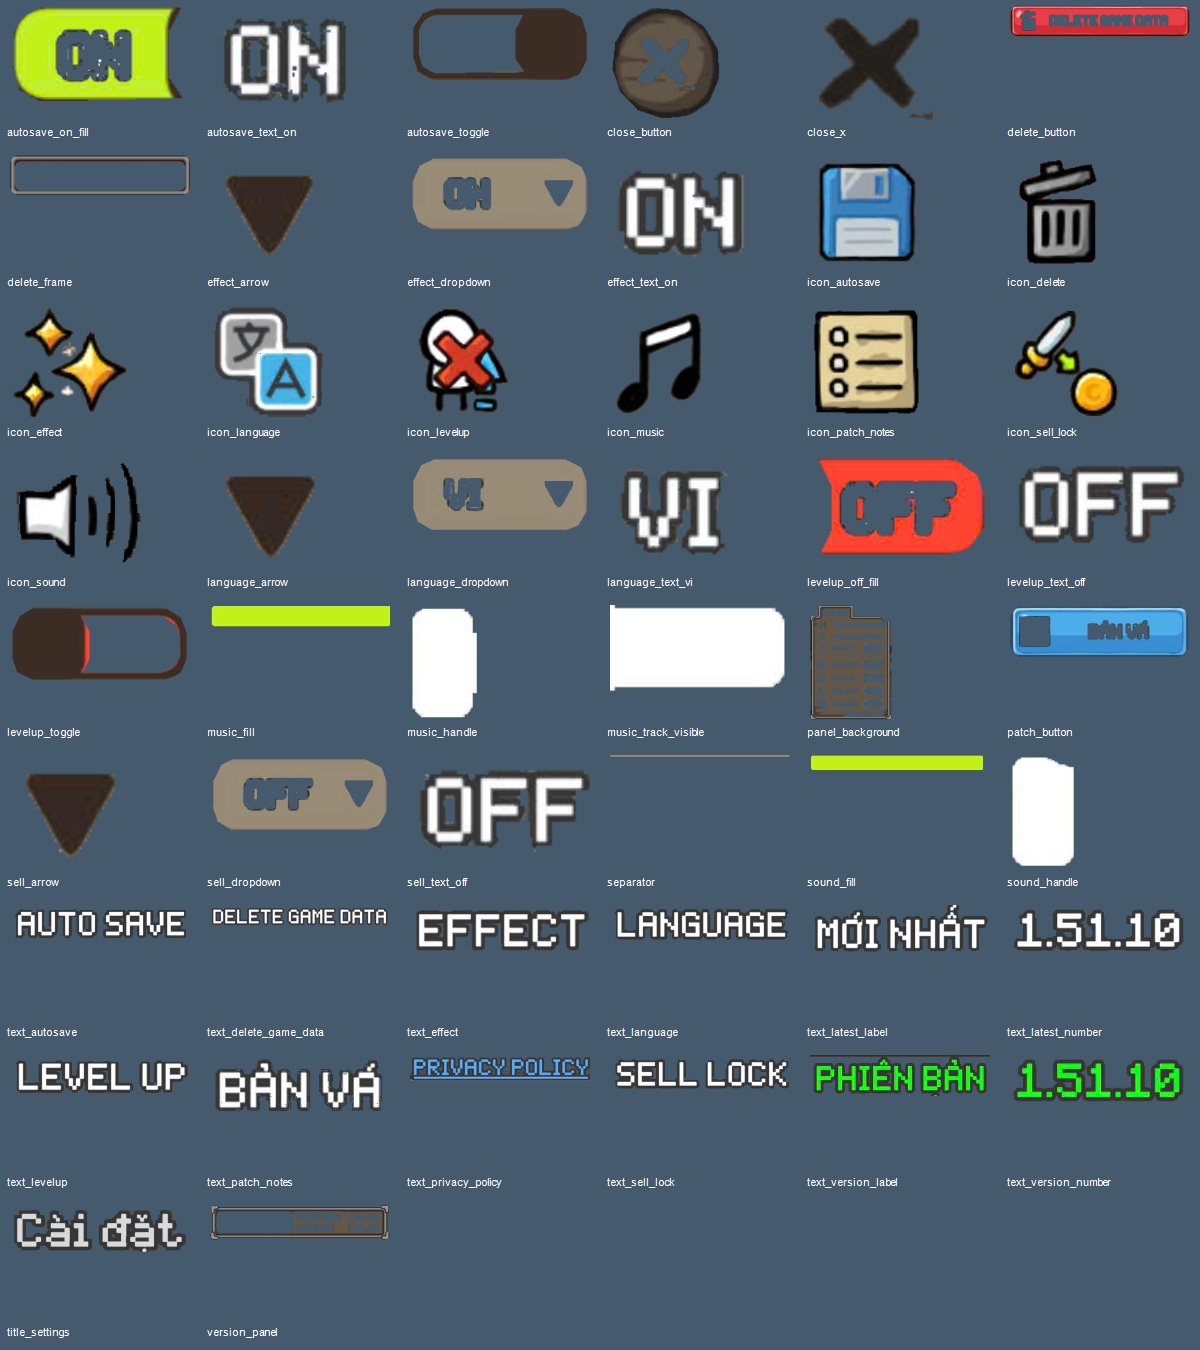 ON
ON
DELETE GAME DATA
autosave_on_fill
autosave_text_on
autosave_toggle
close_button
close_x
delete_button
ON
ON
delete_frame
effect_arrow
effect_dropdown
effect_text_on
icon_autosave
icon_delete
文
A
C
icon_effect
icon_language
icon_levelup
icon_music
icon_patch_notes
icon_sell_lock
VI
VI
OFF
OFF
icon_sound
language_arrow
language_dropdown
language_text_vi
levelup_off_fill
levelup_text_off
BẢN VÁ
levelup_toggle
music_fill
music_handle
music_track_visible
panel_background
patch_button
OFF
OFF
sell_arrow
sell_dropdown
sell_text_off
separator
sound_fill
sound_handle
AUTO SAVE
DELETE GAME DATA
EFFECT
LANGUAGE
MỚI NHẤT
1.51.10
text_autosave
text_delete_game_data
text_effect
text_language
text_latest_label
text_latest_number
LEVEL UP
BẢN VÁ
PRIVACY POLICY
SELL LOCK
PHIÊN BẢN
1.51.10
text_levelup
text_patch_notes
text_privacy_policy
text_sell_lock
text_version_label
text_version_number
Cài đặt
title_settings
version_panel